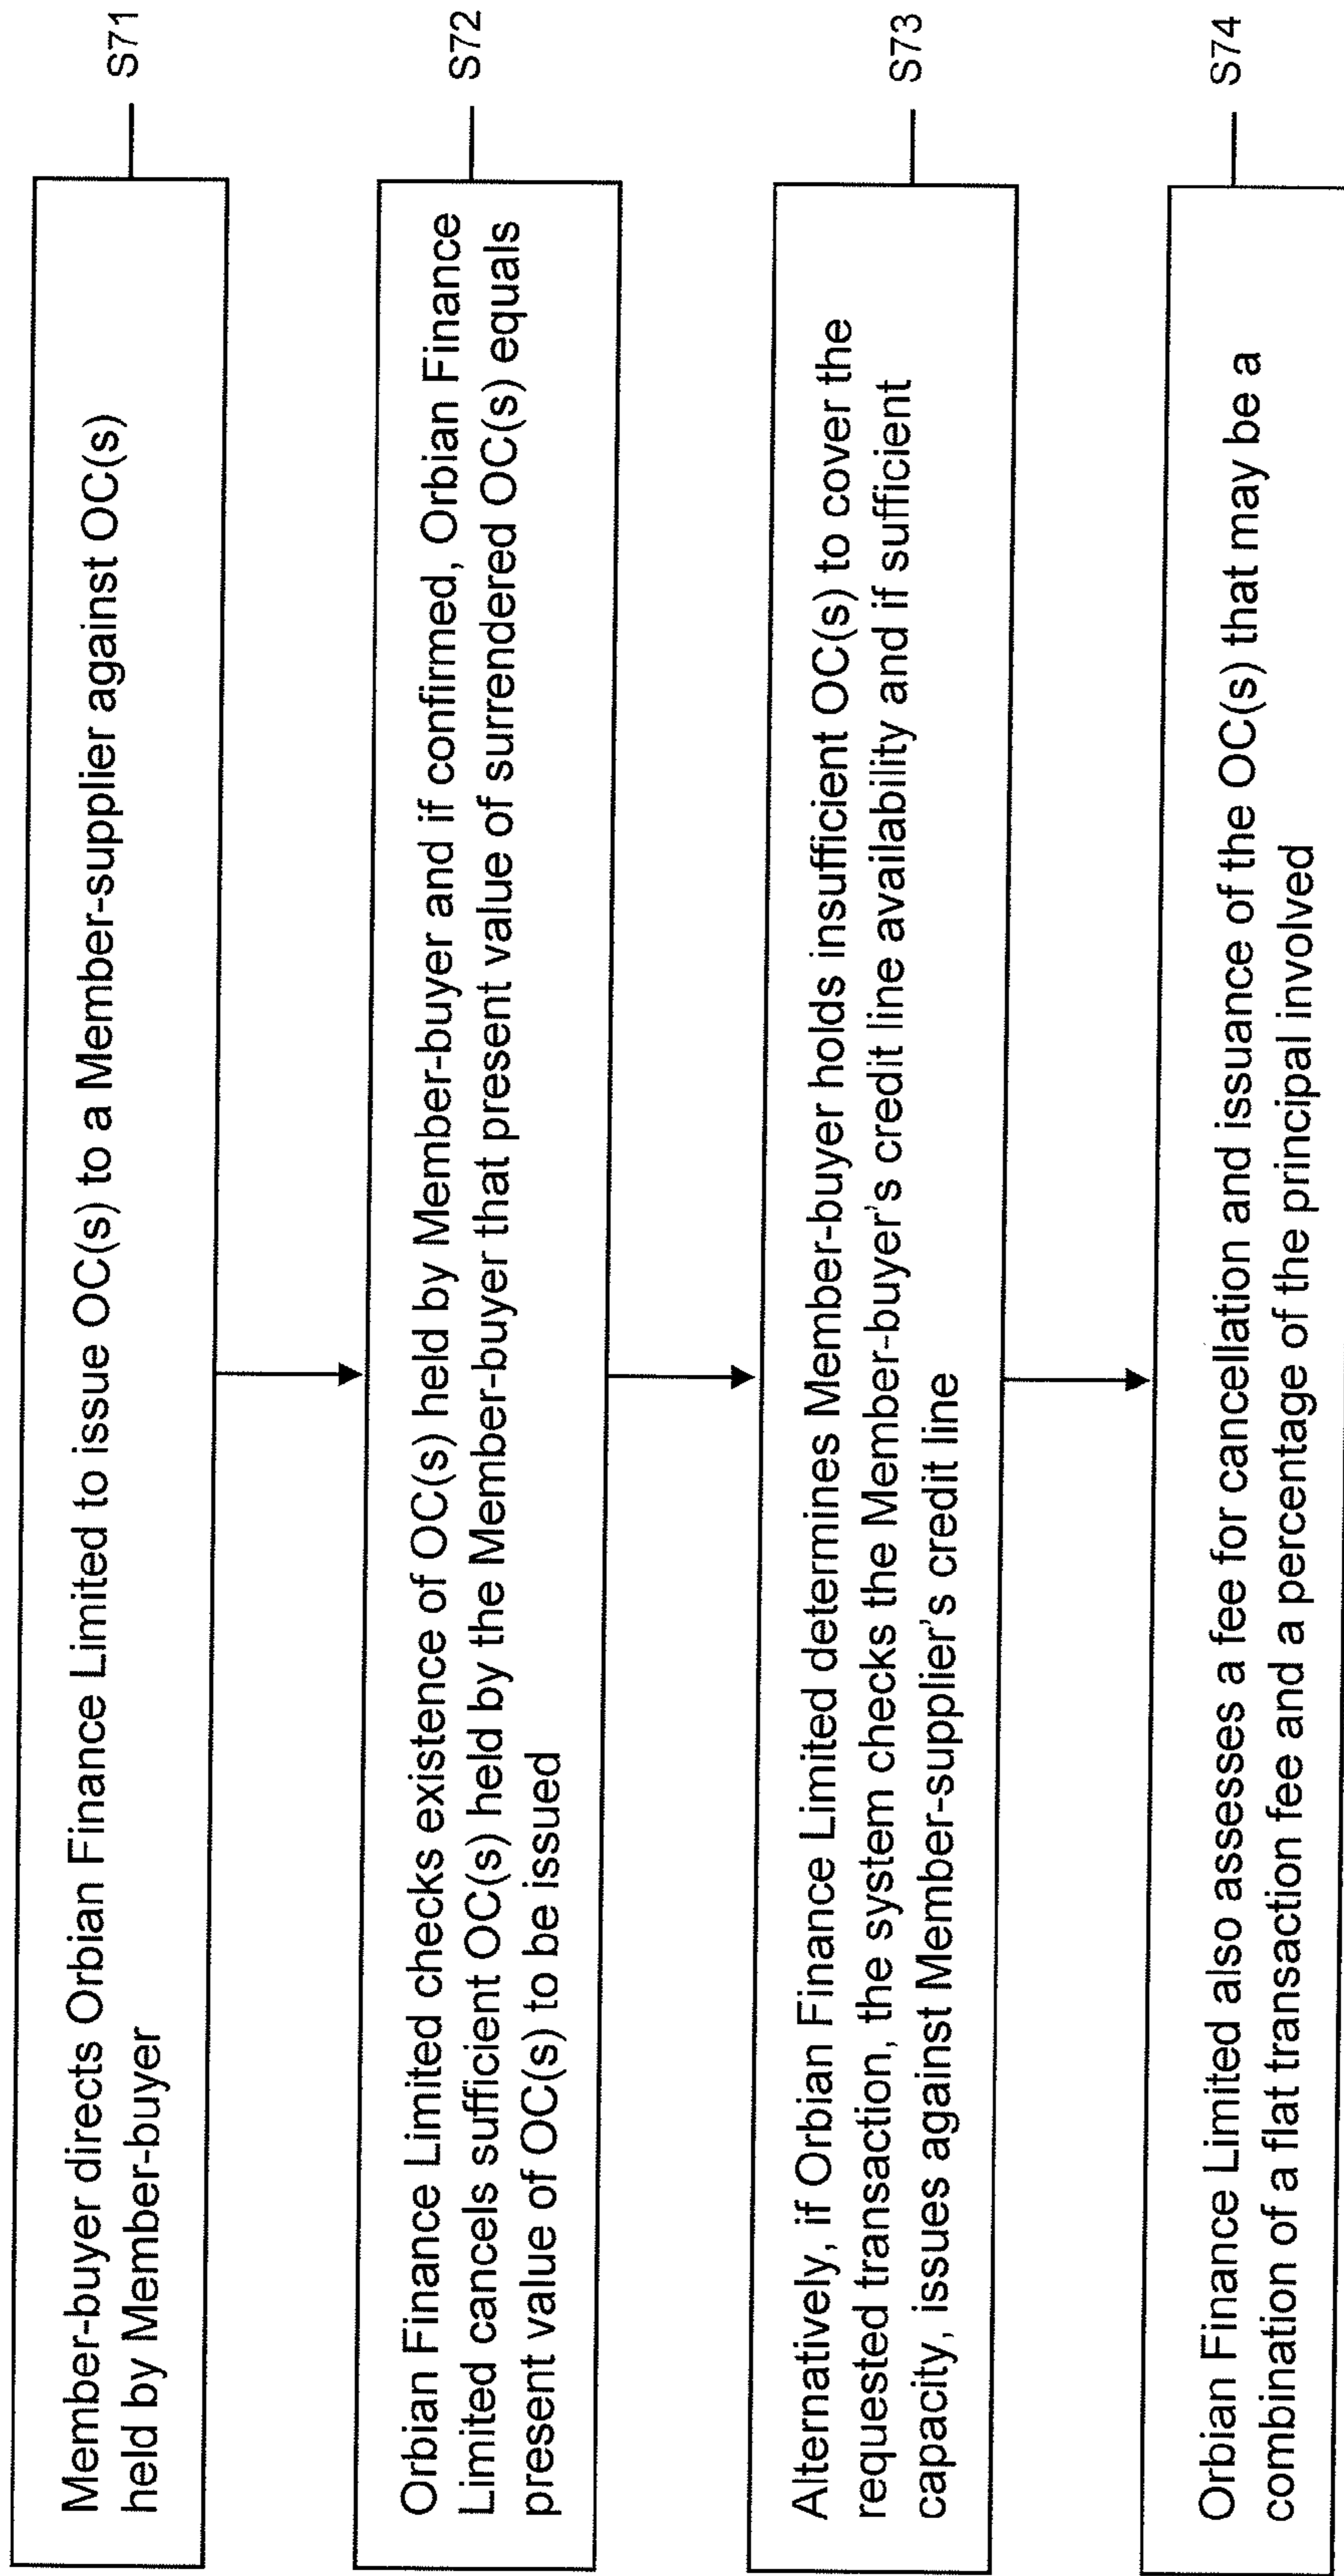 Member-buyer directs Orbian Finance Limited to issue OC(s) to a Member-supplier against OC(s)
held by Member-buyer
S71
Orbian Finance Limited checks existence of OC(s) held by Member-buyer and if confirmed, Orbian Finance
Limited cancels sufficient OC(s) held by the Member-buyer that present value of surrendered OC(s) equals
present value of OC(s) to be issued
S72
Alternatively, if Orbian Finance Limited determines Member-buyer holds insufficient OC(s) to cover the
requested transaction, the system checks the Member-buyer's credit line availability and if sufficient
capacity, issues against Member-supplier's credit line
S73
Orbian Finance Limited also assesses a fee for cancellation and issuance of the OC(s) that may be a
combination of a flat transaction fee and a percentage of the principal involved
S74